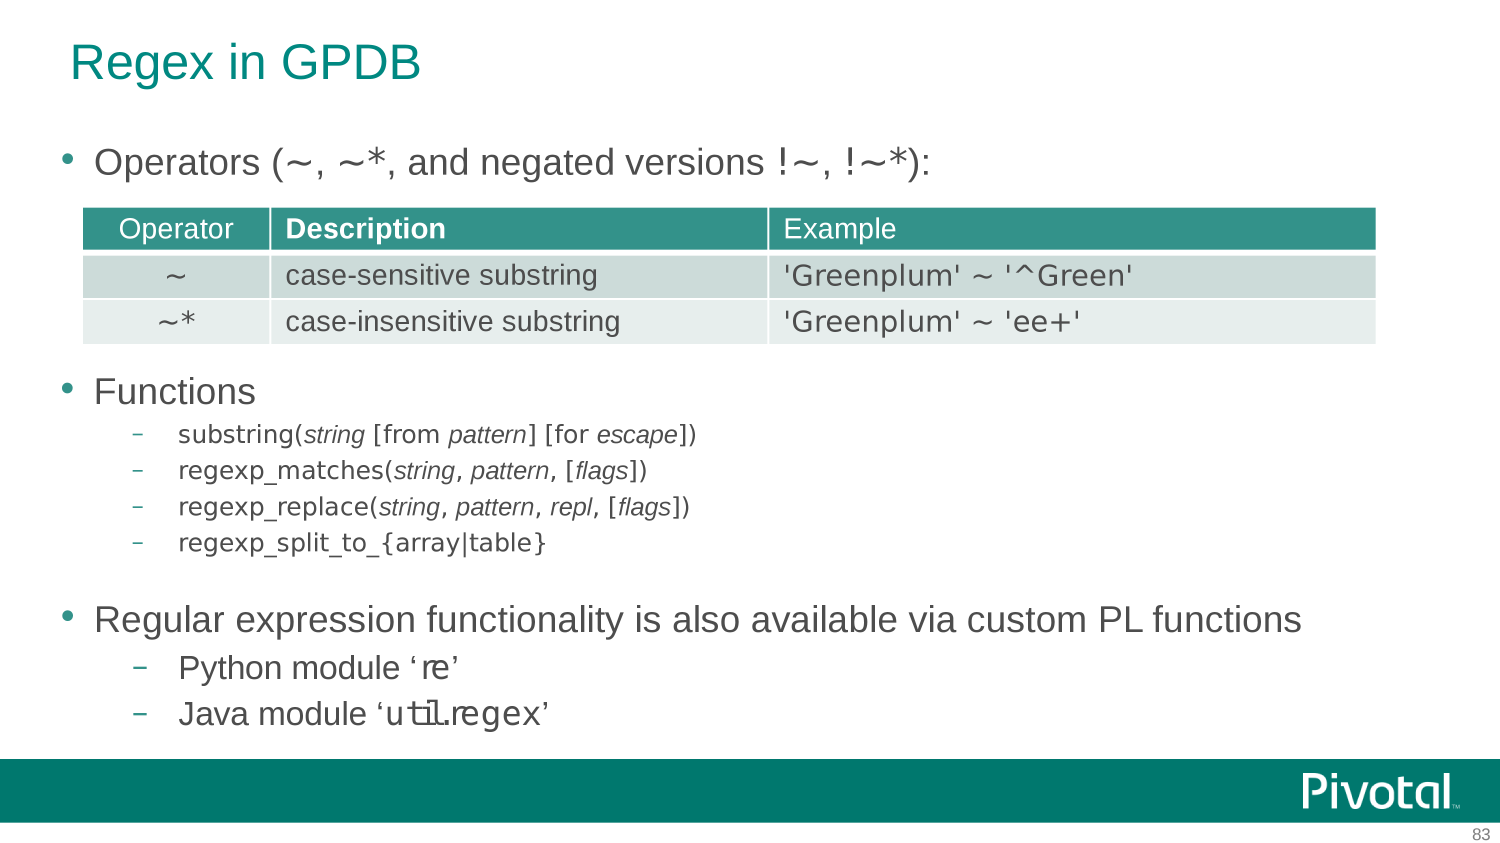 Regex in GPDB
• Operators (~, ~*, and negated versions !~, !~*):
Operator Description Example
~ case-sensitive substring 'Greenplum' ~ '^Green'
~* case-insensitive substring 'Greenplum' ~ 'ee+'
• Functions
– substring(string [from pattern] [for escape])
– regexp_matches(string, pattern, [flags])
– regexp_replace(string, pattern, repl, [flags])
– regexp_split_to_{array|table}
• Regular expression functionality is also available via custom PL functions
– Python module ‘re’
– Java module ‘util.regex’
Pivotal™
83